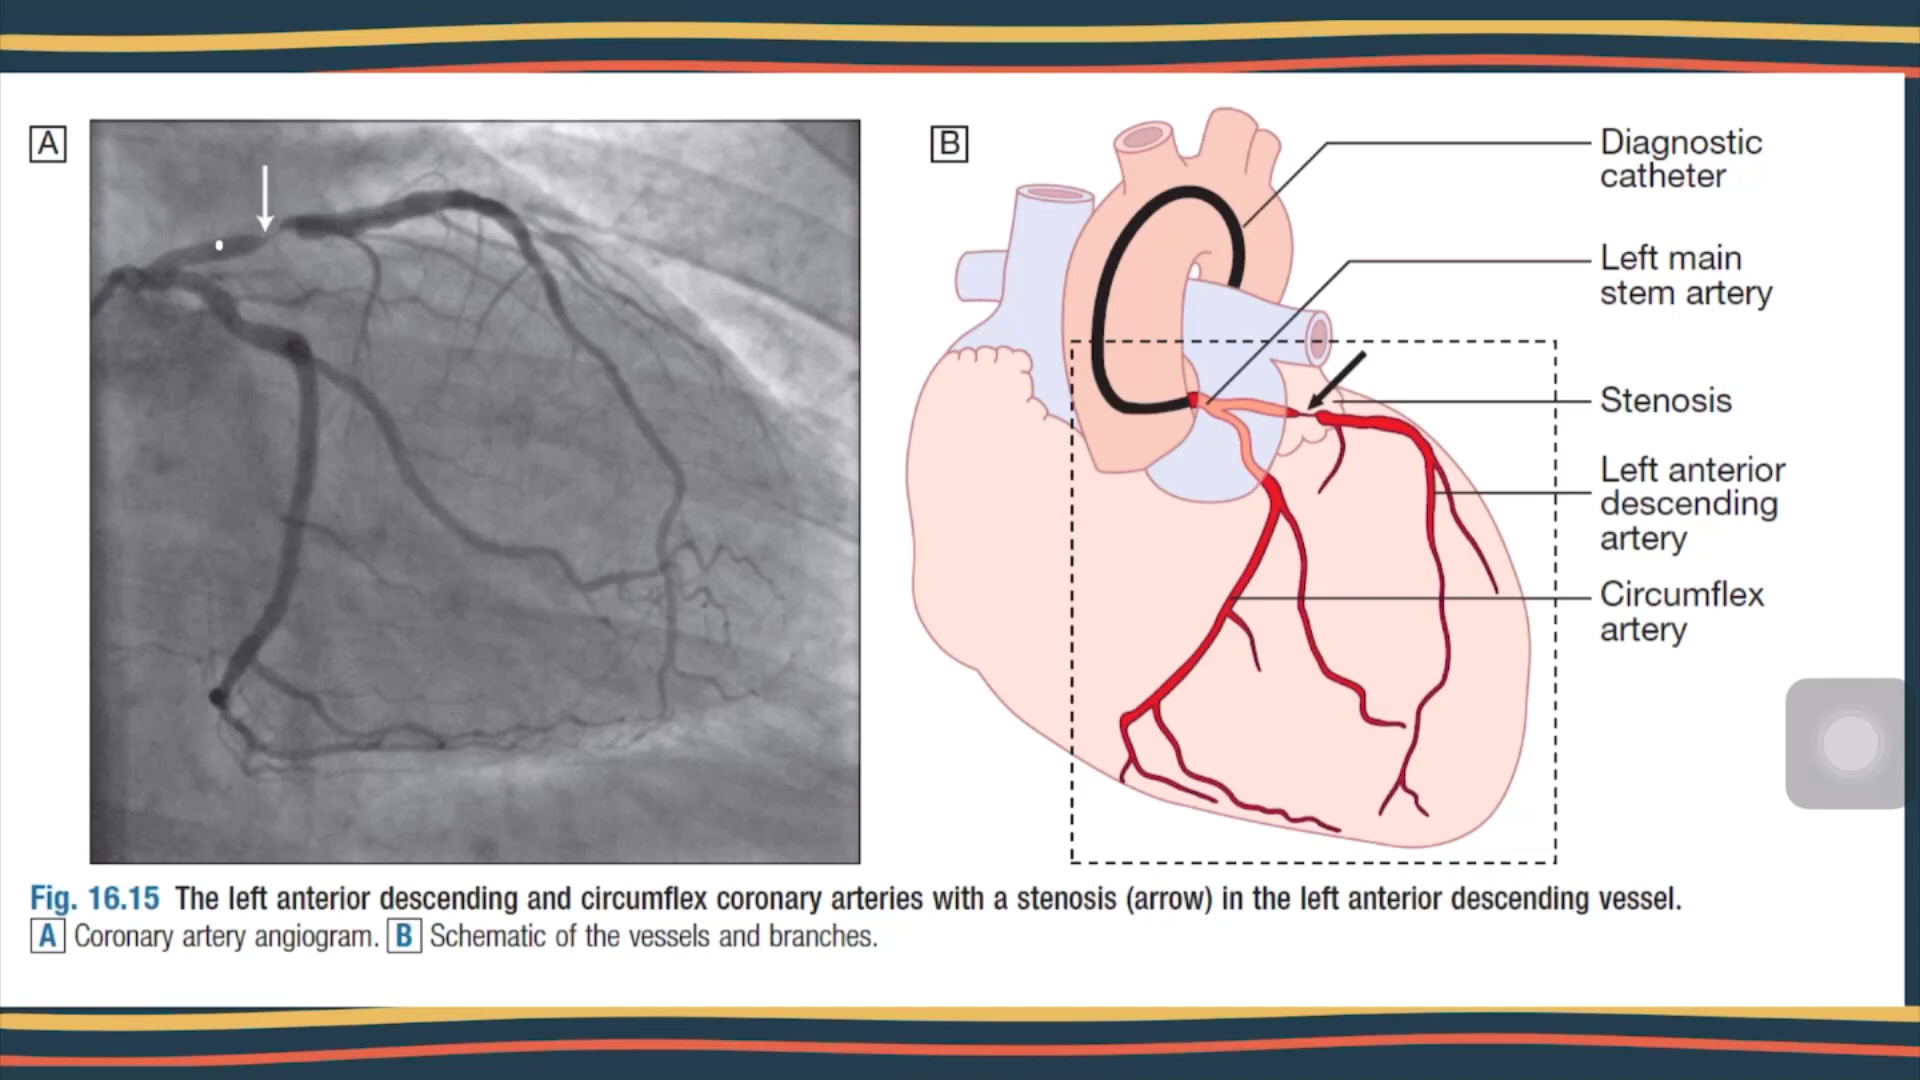 A
B
Diagnostic
catheter
Left main
stem artery
Stenosis
Left anterior
descending
artery
Circumflex
artery
Fig. 16.15 The left anterior descending and circumflex coronary arteries with a stenosis (arrow) in the left anterior descending vessel.
A Coronary artery angiogram. B Schematic of the vessels and branches.